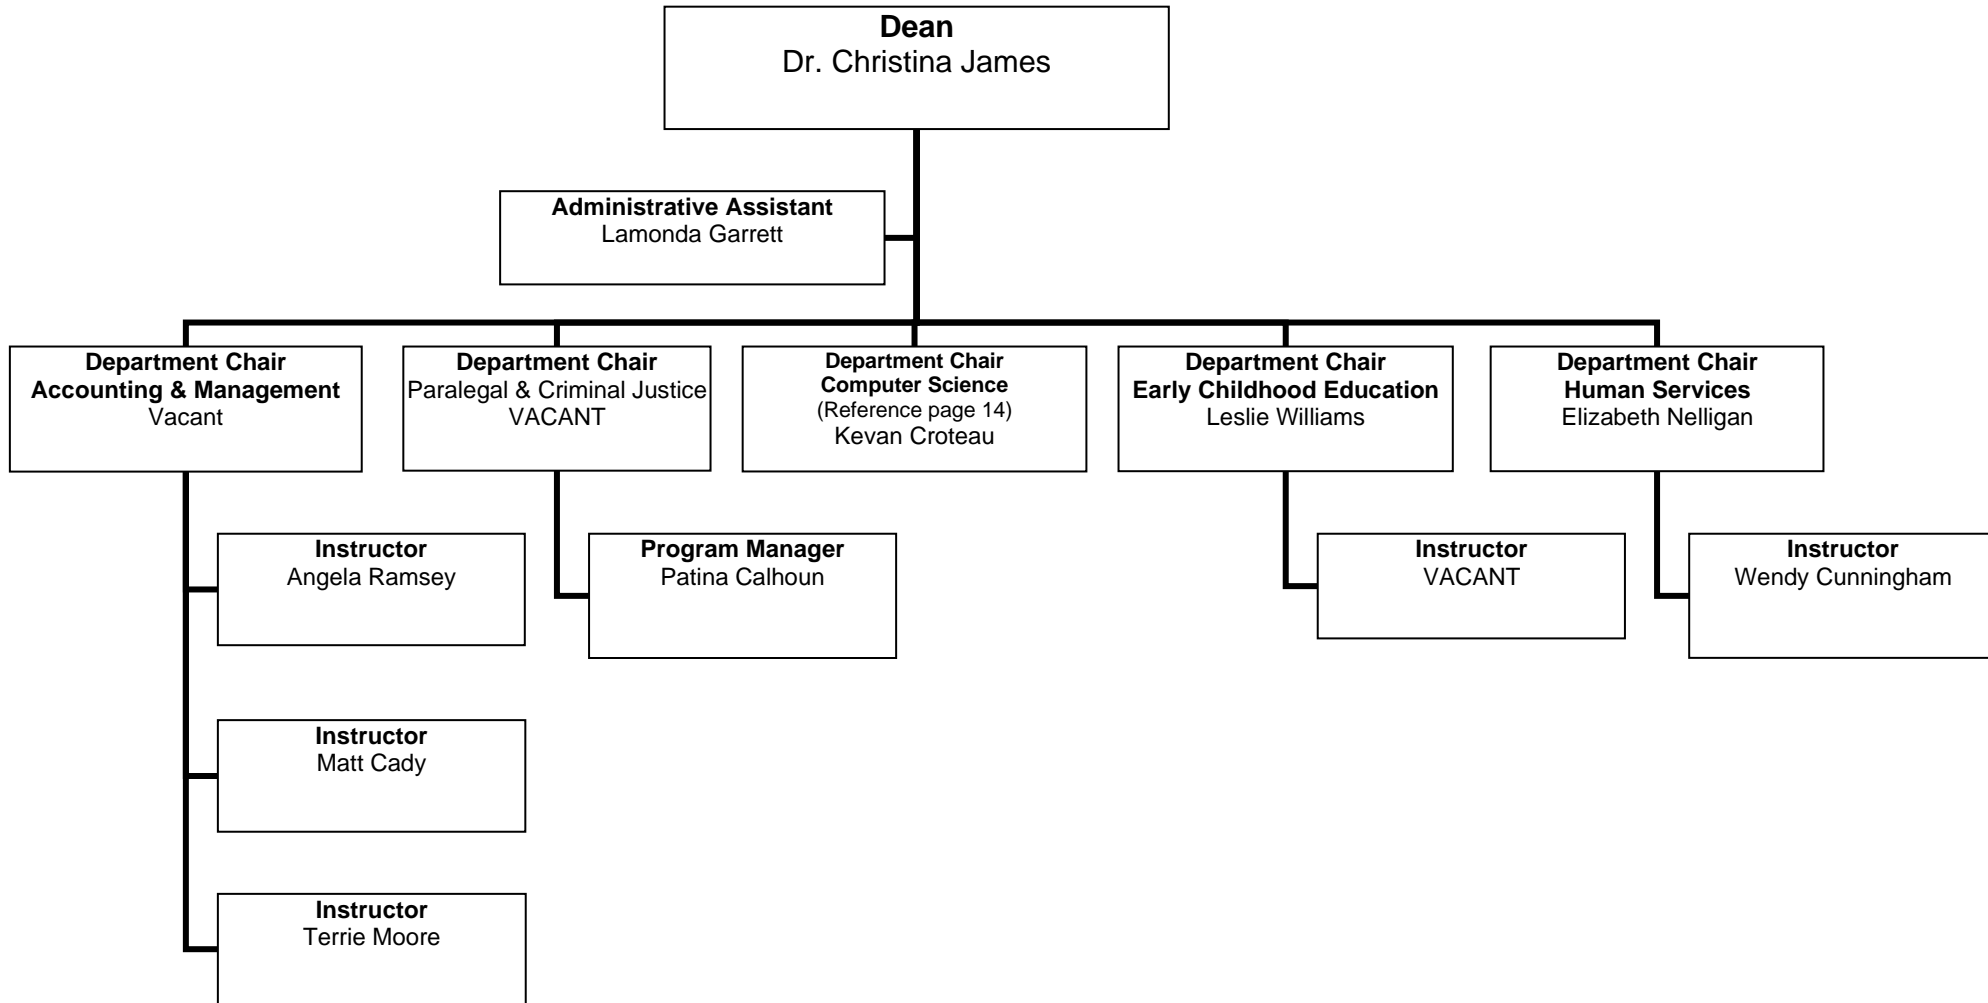 Dean
Dr. Christina James
Administrative Assistant
Lamonda Garrett
Department Chair
Accounting & Management
Vacant
Department Chair
Paralegal & Criminal Justice
VACANT
Department Chair
Computer Science
(Reference page 14)
Kevan Croteau
Department Chair
Early Childhood Education
Leslie Williams
Department Chair
Human Services
Elizabeth Nelligan
Instructor
Angela Ramsey
Program Manager
Patina Calhoun
Instructor
VACANT
Instructor
Wendy Cunningham
Instructor
Matt Cady
Instructor
Terrie Moore